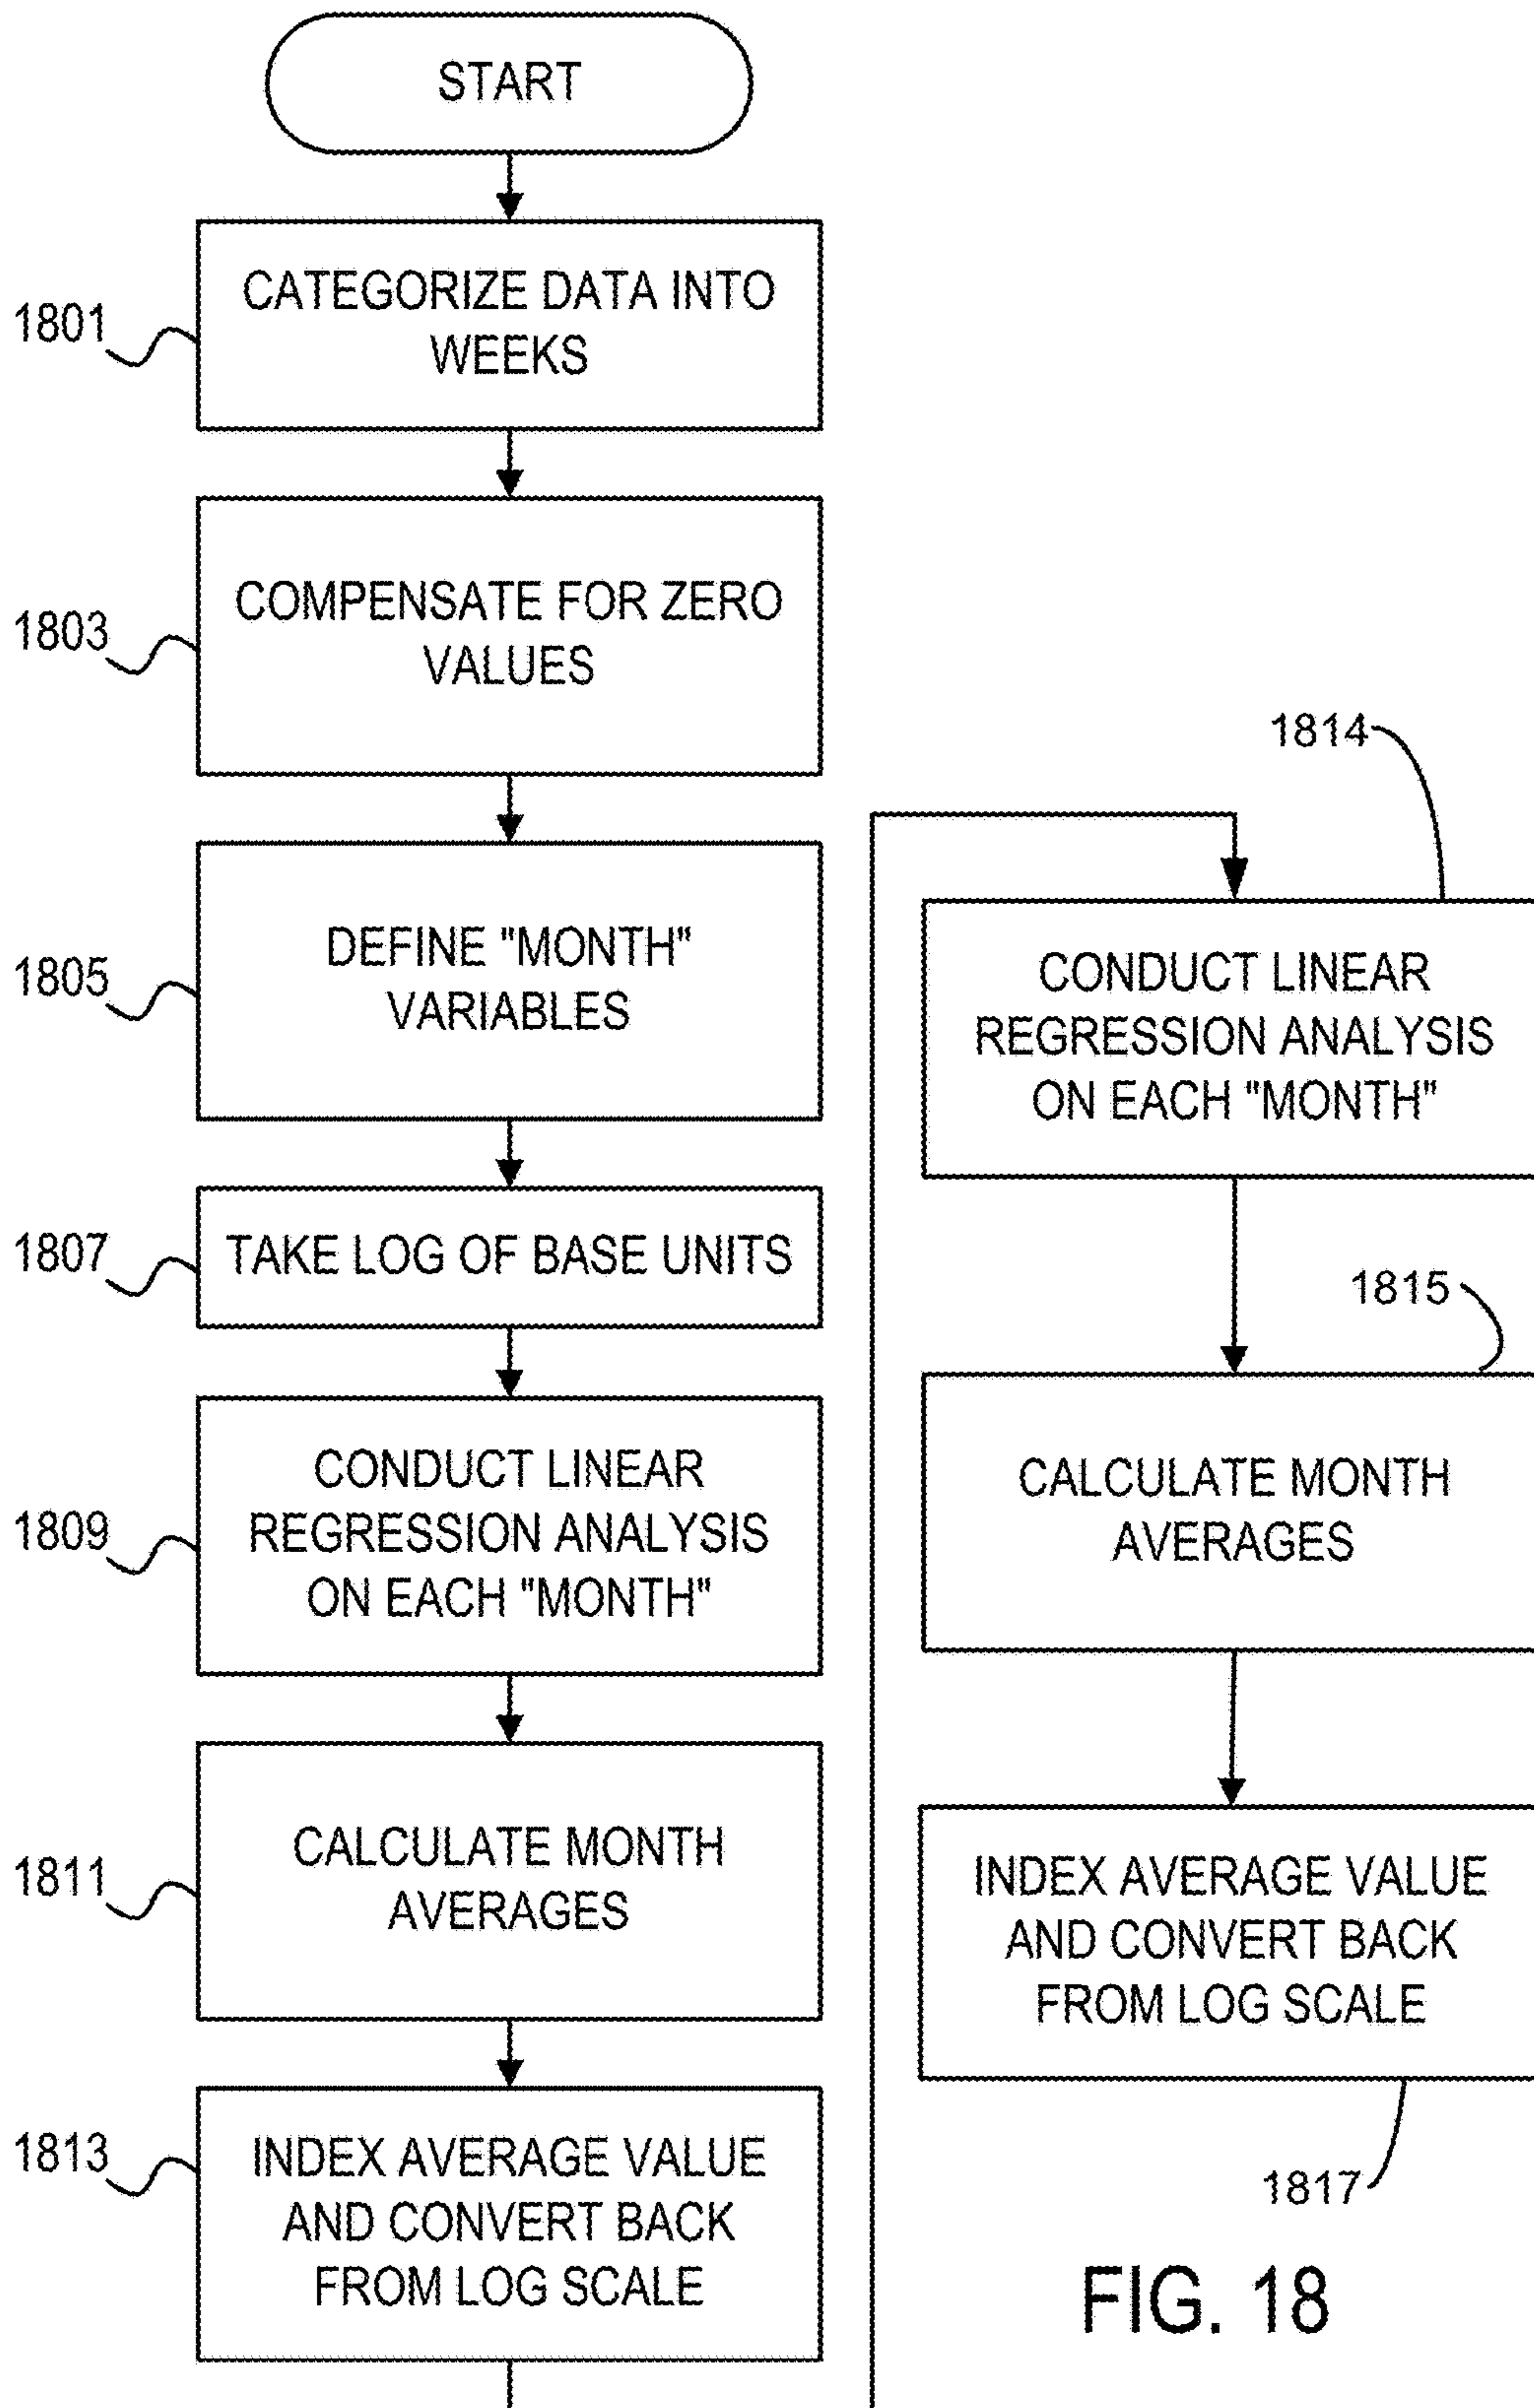 START
1801
CATEGORIZE DATA INTO
WEEKS
1803
COMPENSATE FOR ZERO
VALUES
1805
DEFINE "MONTH"
VARIABLES
1807
TAKE LOG OF BASE UNITS
1809
CONDUCT LINEAR
REGRESSION ANALYSIS
ON EACH "MONTH"
1811
CALCULATE MONTH
AVERAGES
1813
INDEX AVERAGE VALUE
AND CONVERT BACK
FROM LOG SCALE
1814
CONDUCT LINEAR
REGRESSION ANALYSIS
ON EACH "MONTH"
1815
CALCULATE MONTH
AVERAGES
INDEX AVERAGE VALUE
AND CONVERT BACK
FROM LOG SCALE
1817
FIG. 18